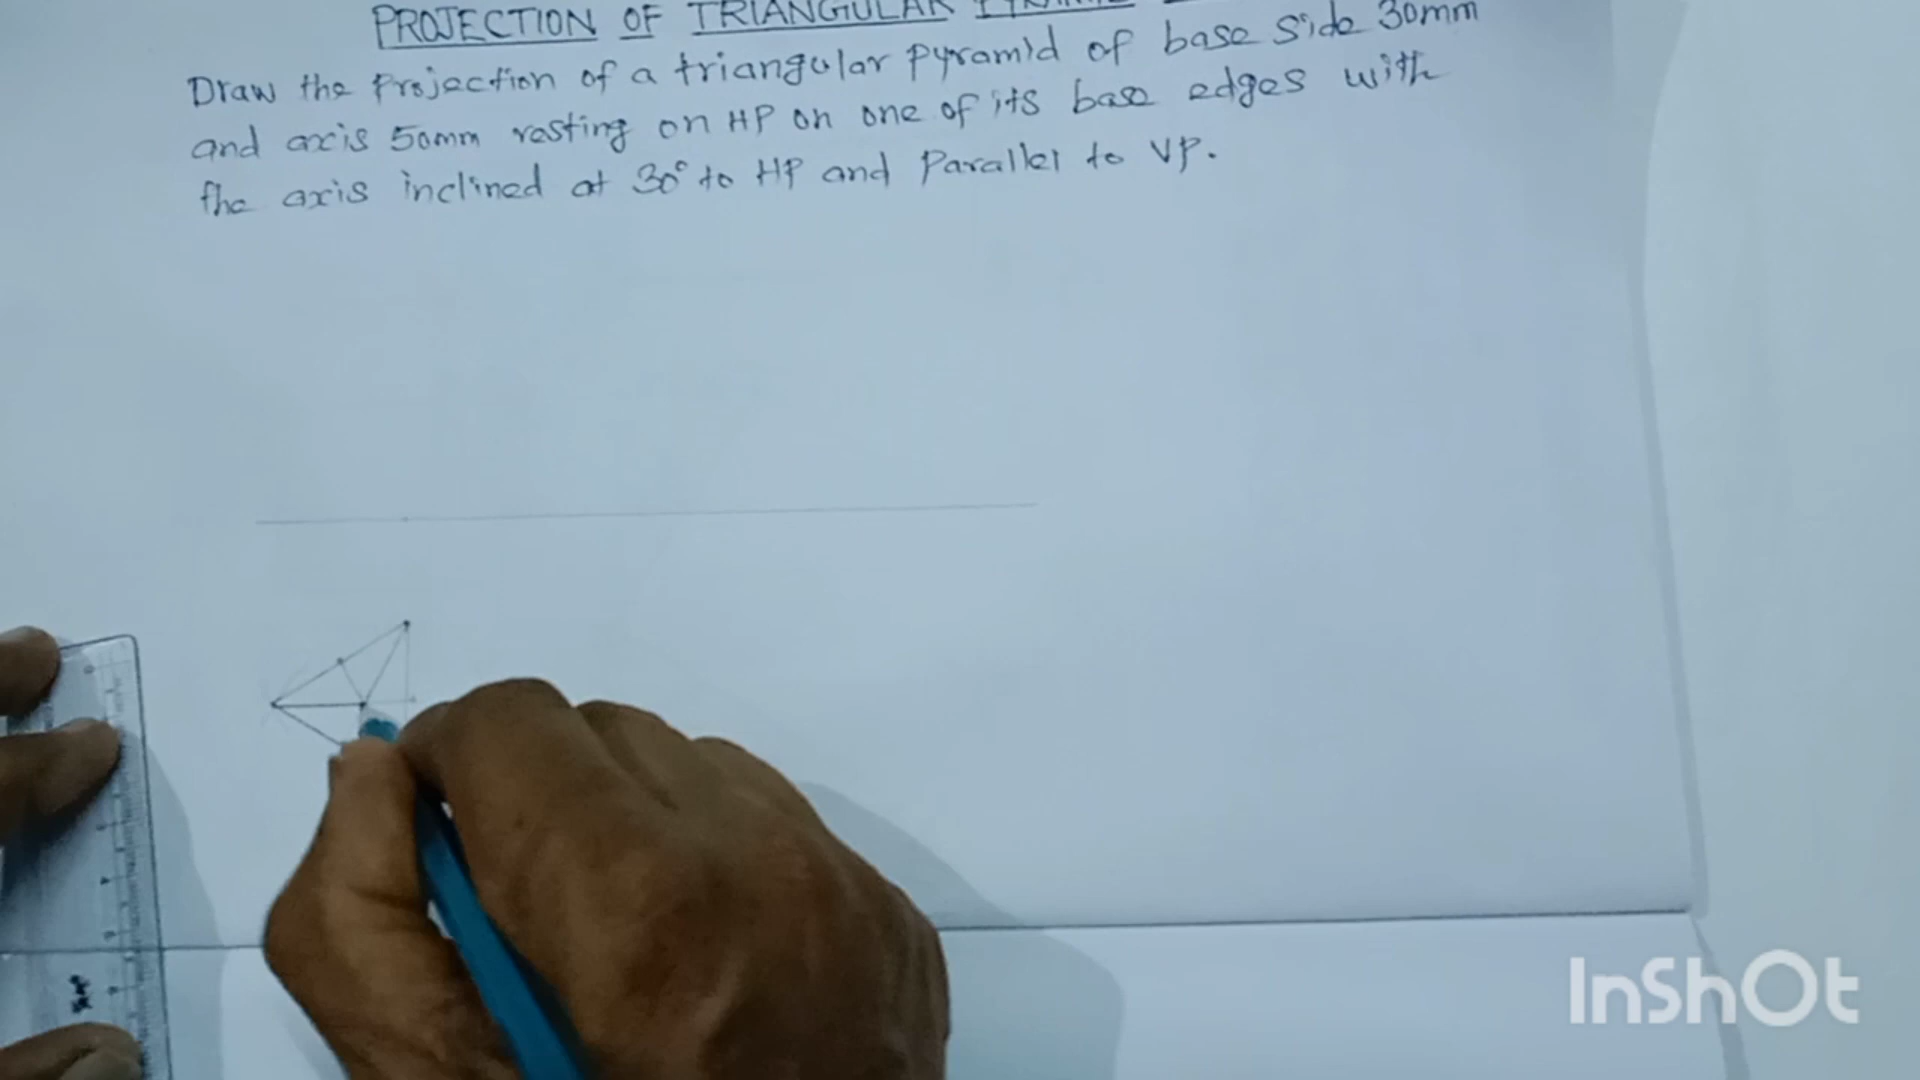 PROJECTION OF TRIANGULAR
Draw the Projection of a triangular pyramid of base side 30mm
and axis 50mm resting on HP on one of its base edges with
the axis inclined at 30° to HP and Parallel to VP.
InShOt